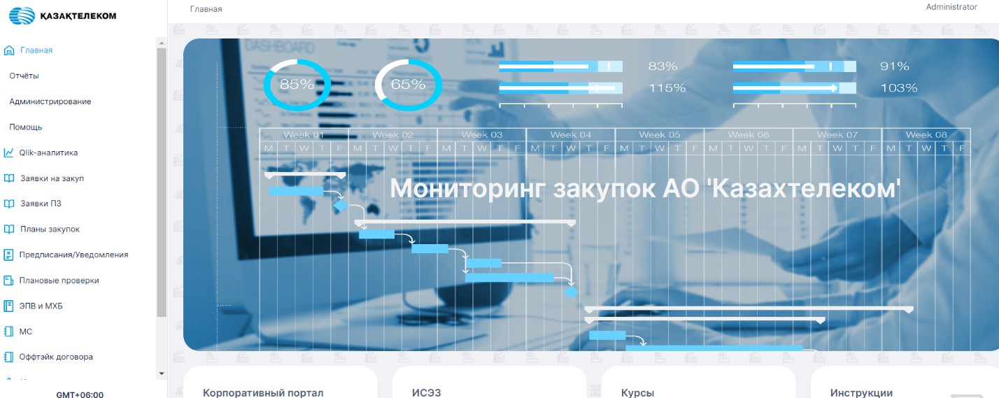 ҚАЗАҚТЕЛЕКОМ
Главная
Отчёты
Администрирование
Помощь
Qlik-аналитика
Заявки на закуп
Заявки ПЗ
Планы закупок
Предписания/Уведомления
Плановые проверки
ЭПВ и МХБ
МС
Оффтэйк договора
GMT+06:00
Главная
Administrator
DASHBOARD
85%
65%
83%
115%
91%
103%
Week 01 Week 02 Week 03 Week 04 Week 05 Week 06 Week 07 Week 08
M T W T F M T W T F M T W T F M T W T F M T W T F M T W T F M T W T F M T W T F
Мониторинг закупок АО 'Казахтелеком'
Корпоративный портал
ИСЭЗ
Курсы
Инструкции